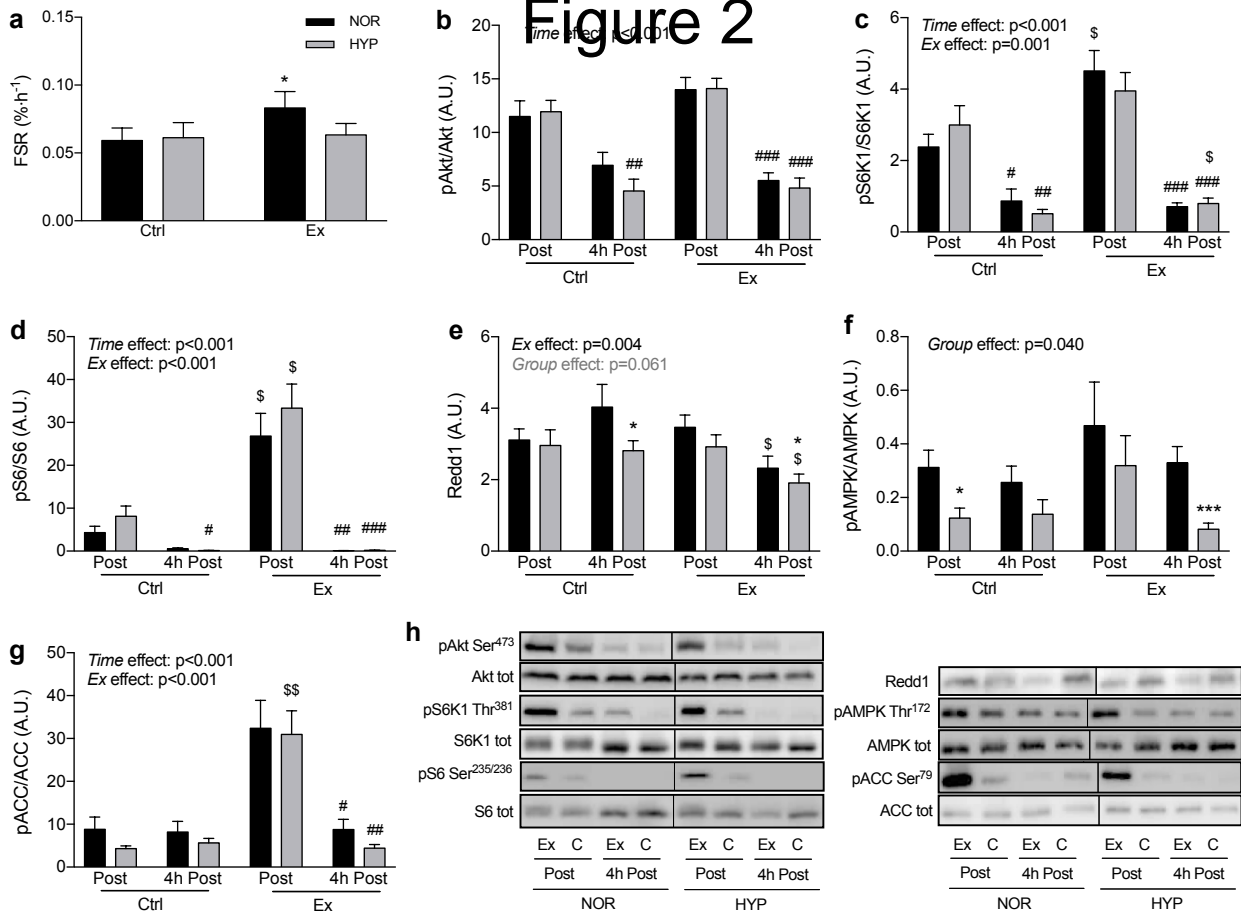 Figure 2
a
0.15
0.10
0.05
0.00
FSR (%·h⁻¹)
NOR
HYP
*
Ctrl
Ex
b
20
15
10
5
0
pAkt/Akt (A.U.)
Time effect: p<0.001
##
###
###
Post
4h Post
Post
4h Post
Ctrl
Ex
c
6
4
2
0
pS6K1/S6K1 (A.U.)
Time effect: p<0.001
Ex effect: p=0.001
#
##
$
###
$
###
Post
4h Post
Post
4h Post
Ctrl
Ex
d
50
40
30
20
10
0
pS6/S6 (A.U.)
Time effect: p<0.001
Ex effect: p<0.001
#
$
$
##
###
Post
4h Post
Post
4h Post
Ctrl
Ex
e
6
4
2
0
Redd1 (A.U.)
Ex effect: p=0.004
Group effect: p=0.061
*
$
*
$
Post
4h Post
Post
4h Post
Ctrl
Ex
f
0.8
0.6
0.4
0.2
0.0
pAMPK/AMPK (A.U.)
Group effect: p=0.040
*
***
Post
4h Post
Post
4h Post
Ctrl
Ex
g
50
40
30
20
10
0
pACC/ACC (A.U.)
Time effect: p<0.001
Ex effect: p<0.001
$$
#
##
Post
4h Post
Post
4h Post
Ctrl
Ex
h
pAkt Ser⁴⁷³
Akt tot
pS6K1 Thr³⁸¹
S6K1 tot
pS6 Ser²³⁵/²³⁶
S6 tot
Ex C Ex C Ex C Ex C
Post 4h Post Post 4h Post
NOR HYP
Redd1
pAMPK Thr¹⁷²
AMPK tot
pACC Ser⁷⁹
ACC tot
Ex C Ex C Ex C Ex C
Post 4h Post Post 4h Post
NOR HYP